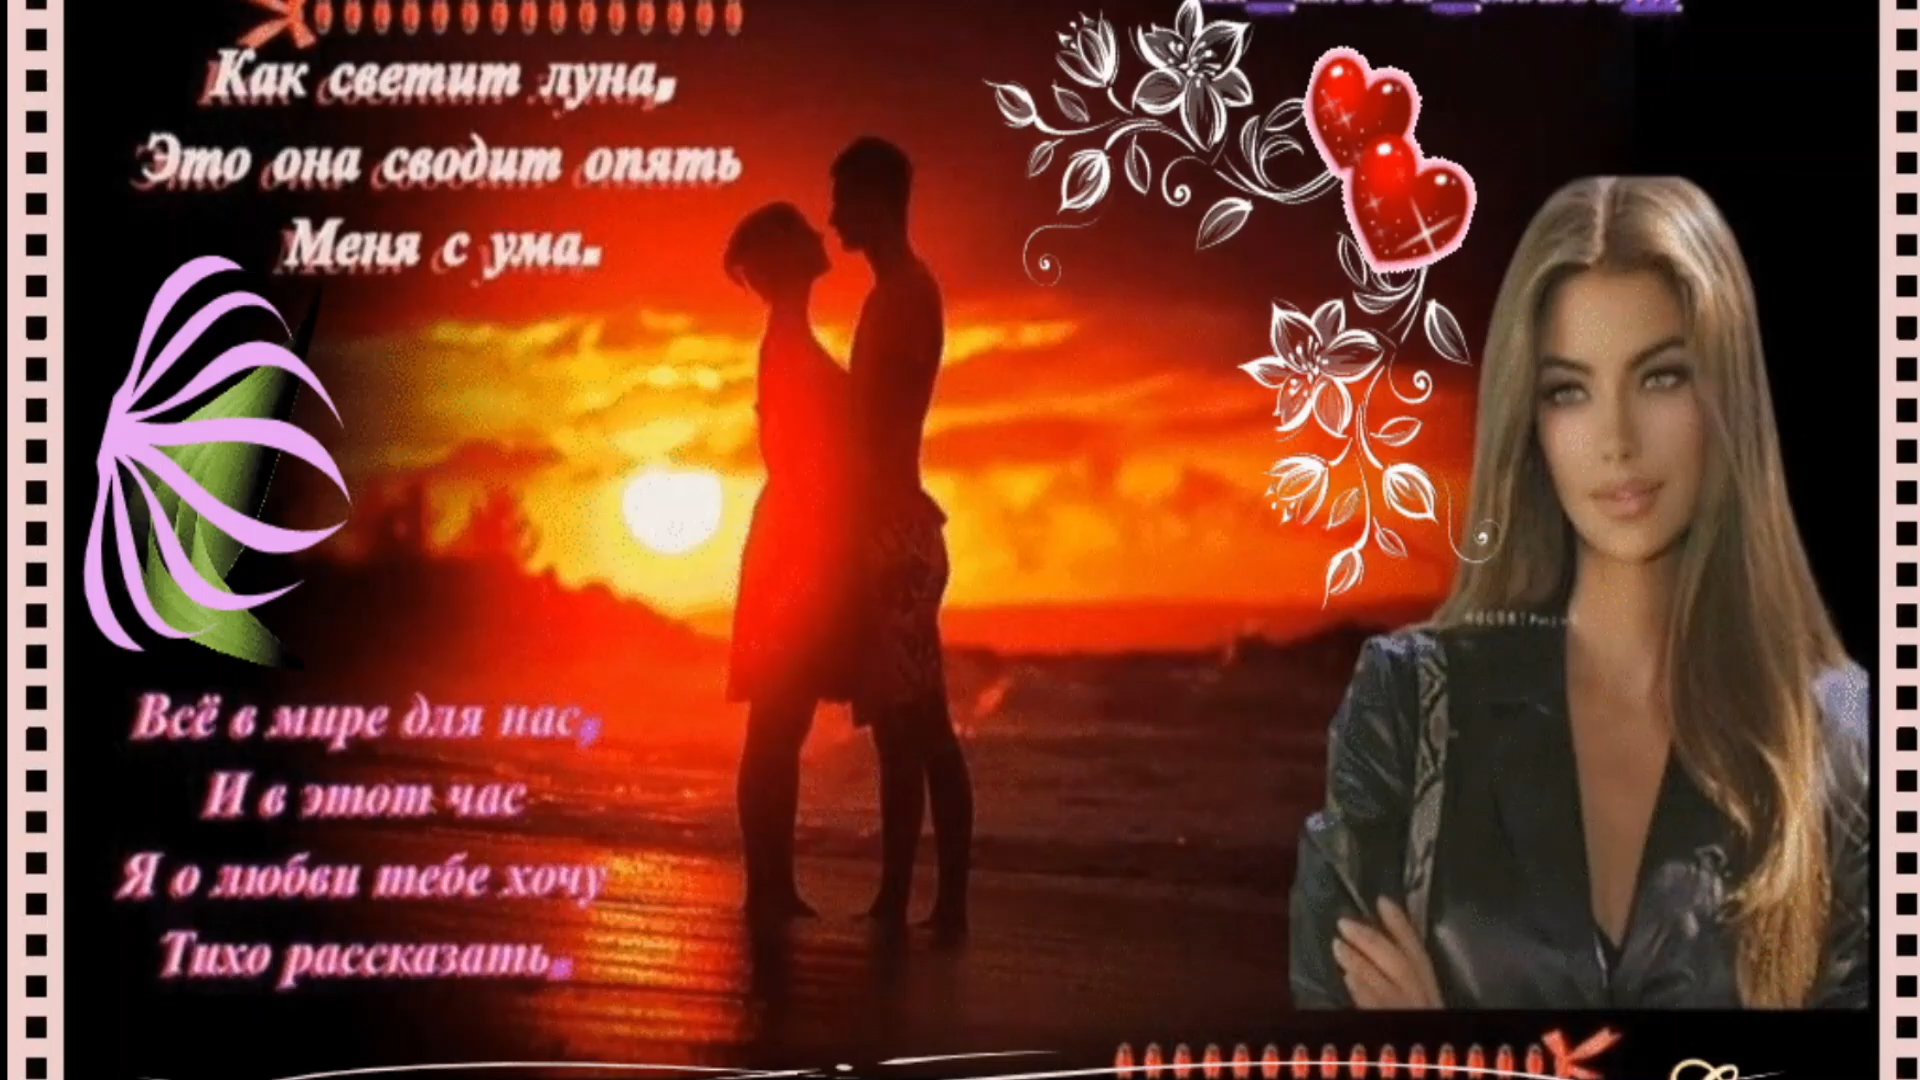 Как светит луна,
Это она сводит опять
Меня с ума.
Всё в мире для нас,
И в этот час
Я о любви тебе хочу
Тихо рассказать.